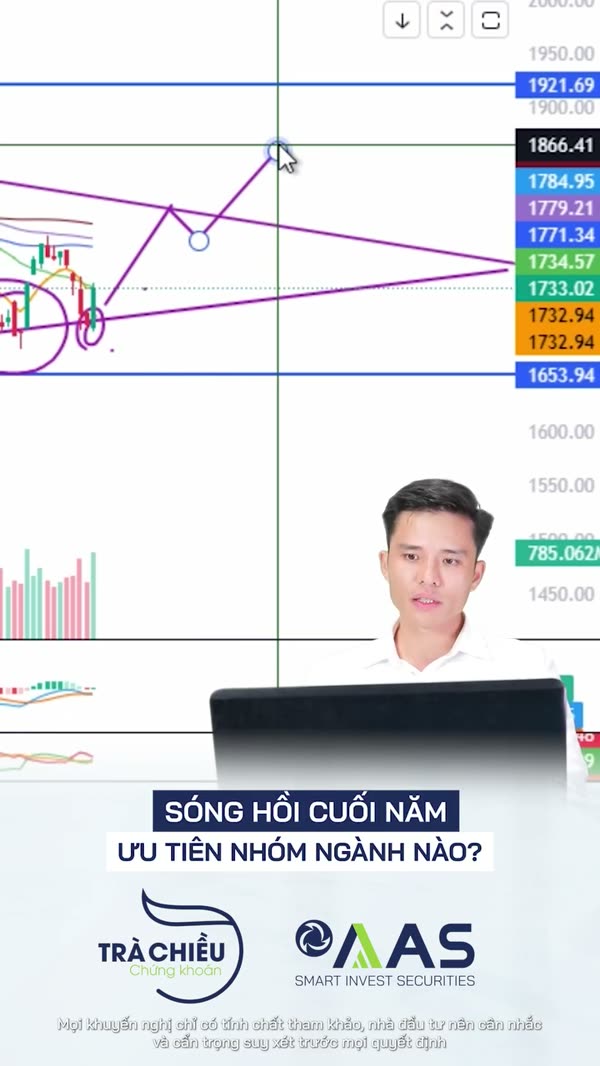 2000.00
1950.00
1921.69
1900.00
1866.41
1784.95
1779.21
1771.34
1734.57
1733.02
1732.94
1732.94
1653.94
1600.00
1550.00
785.062
1450.00
SÓNG HỒI CUỐI NĂM
ƯU TIÊN NHÓM NGÀNH NÀO?
TRÀ CHIỀU
Chứng khoán
AAS
SMART INVEST SECURITIES
Mọi khuyến nghị chỉ có tính chất tham khảo, nhà đầu tư nên cân nhắc
và cẩn trọng suy xét trước mọi quyết định